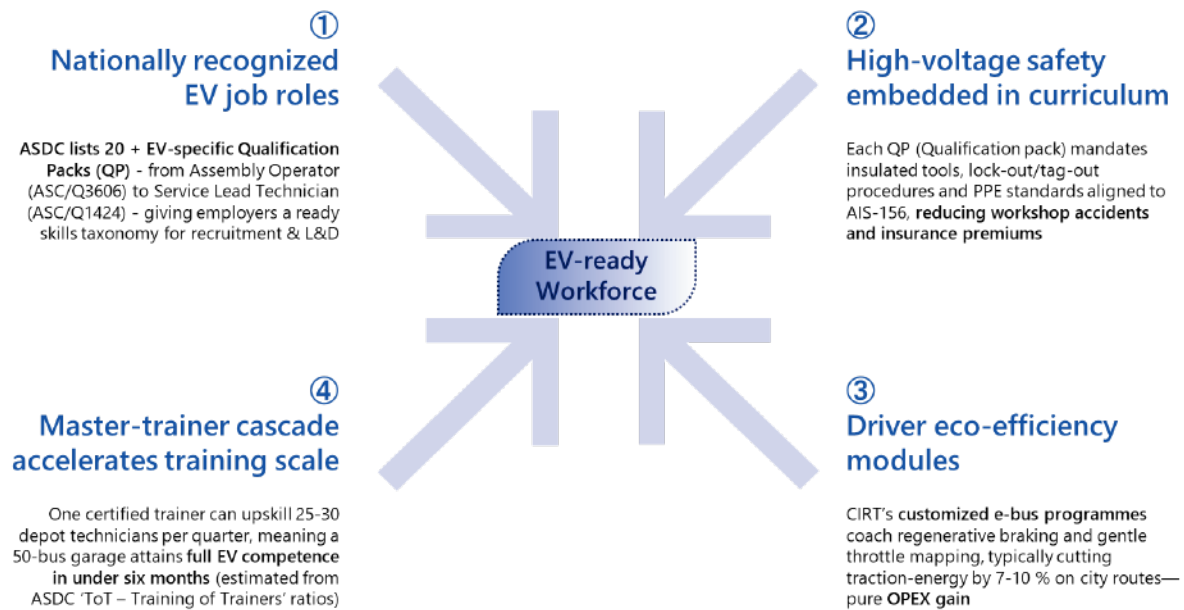 ①
Nationally recognized
EV job roles
ASDC lists 20 + EV-specific Qualification
Packs (QP) - from Assembly Operator
(ASC/Q3606) to Service Lead Technician
(ASC/Q1424) - giving employers a ready
skills taxonomy for recruitment & L&D
②
High-voltage safety
embedded in curriculum
Each QP (Qualification pack) mandates
insulated tools, lock-out/tag-out
procedures and PPE standards aligned to
AIS-156, reducing workshop accidents
and insurance premiums
EV-ready
Workforce
④
Master-trainer cascade
accelerates training scale
One certified trainer can upskill 25-30
depot technicians per quarter, meaning a
50-bus garage attains full EV competence
in under six months (estimated from
ASDC ‘ToT – Training of Trainers’ ratios)
③
Driver eco-efficiency
modules
CIRT’s customized e-bus programmes
coach regenerative braking and gentle
throttle mapping, typically cutting
traction-energy by 7-10 % on city routes—
pure OPEX gain